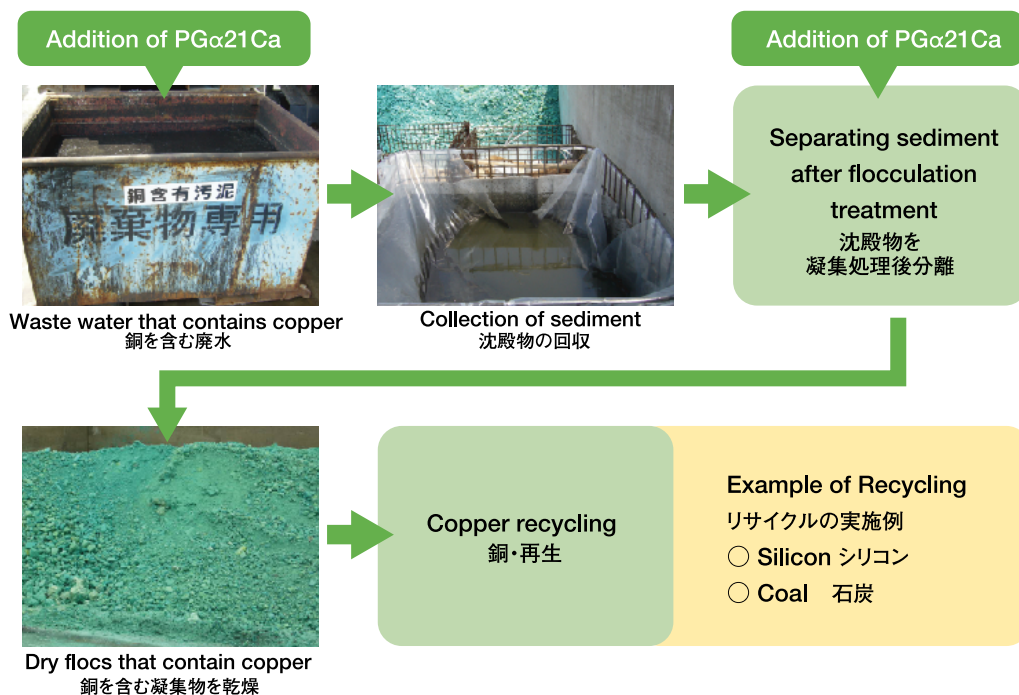 Addition of PGα21Ca
Addition of PGα21Ca
銅含有汚泥
廃棄物専用
Separating sediment
after flocculation
treatment
沈殿物を
凝集処理後分離
Waste water that contains copper
銅を含む廃水
Collection of sediment
沈殿物の回収
Copper recycling
銅・再生
Example of Recycling
リサイクルの実施例
○ Silicon シリコン
○ Coal 石炭
Dry flocs that contain copper
銅を含む凝集物を乾燥